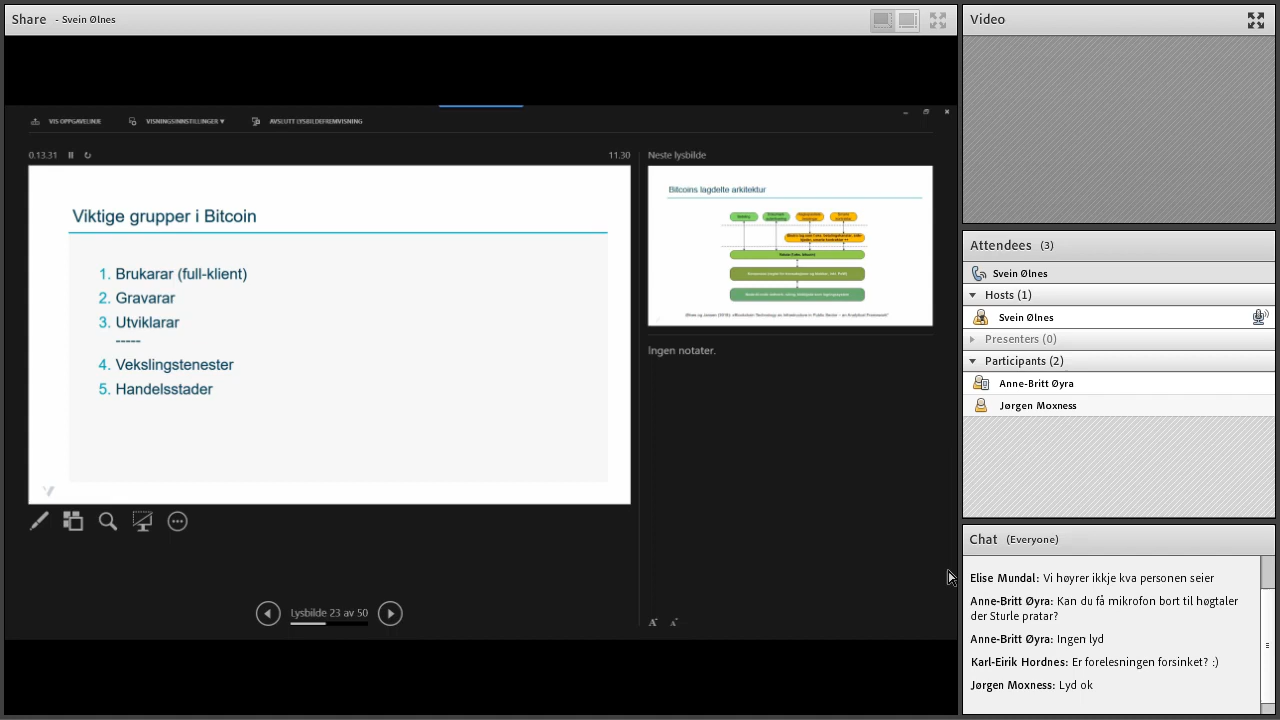 Share - Svein Ølnes
VIS OPPGAVELINJE
VISNINGSINNSTILLINGER ▾
AVSLUTT LYSBILDEFREMVISNING
0.13.31
11.30
Viktige grupper i Bitcoin
1. Brukarar (full-klient)
2. Gravarar
3. Utviklarar
-----
4. Vekslingstenester
5. Handelsstader
Lysbilde 23 av 50
Neste lysbilde
Bitcoins lagdelte arkitektur
Ingen notater.
A A
Video
Attendees (3)
Svein Ølnes
Hosts (1)
Svein Ølnes
Presenters (0)
Participants (2)
Anne-Britt Øyra
Jørgen Moxness
Chat (Everyone)
Elise Mundal: Vi høyrer ikkje kva personen seier
Anne-Britt Øyra: Kan du få mikrofon bort til høgtaler
der Sturle pratar?
Anne-Britt Øyra: Ingen lyd
Karl-Eirik Hordnes: Er forelesningen forsinket? :)
Jørgen Moxness: Lyd ok